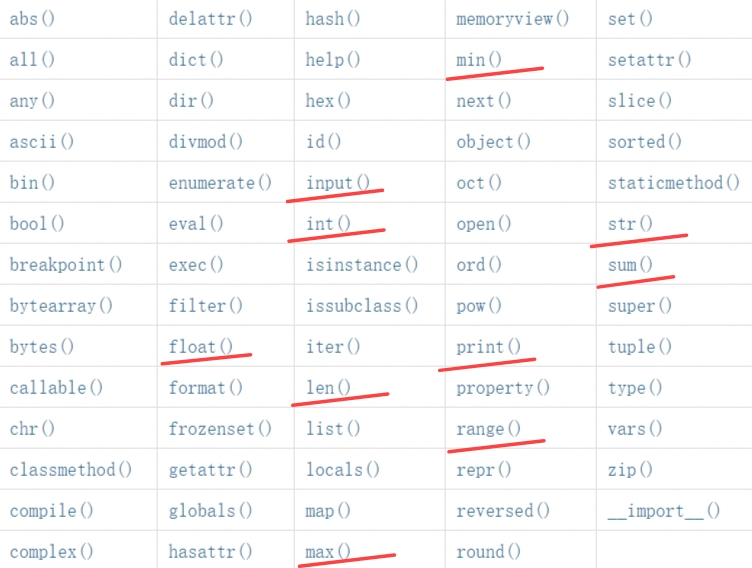 abs() delattr() hash() memoryview() set()
all() dict() help() min() setattr()
any() dir() hex() next() slice()
ascii() divmod() id() object() sorted()
bin() enumerate() input() oct() staticmethod()
bool() eval() int() open() str()
breakpoint() exec() isinstance() ord() sum()
bytearray() filter() issubclass() pow() super()
bytes() float() iter() print() tuple()
callable() format() len() property() type()
chr() frozenset() list() range() vars()
classmethod() getattr() locals() repr() zip()
compile() globals() map() reversed() __import__()
complex() hasattr() max() round()